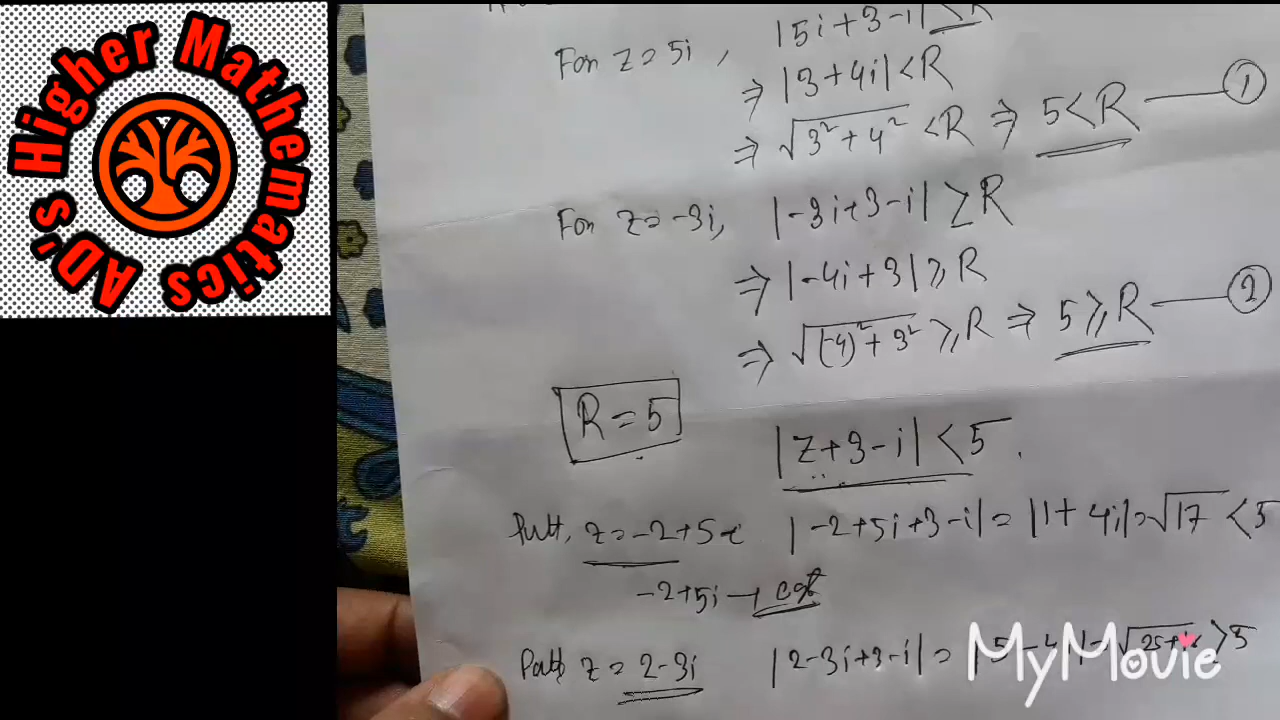 AD's Higher Mathematics
For z = 5i , |5i+3-i| ≥ R
⇒ |3+4i| < R
⇒ √3²+4² < R ⇒ 5 < R — ①
For z = -3i, |-3i+3-i| ≥ R
⇒ |-4i+3| ≥ R
⇒ √(-4)²+3² ≥ R ⇒ 5 ≥ R — ②
R = 5
|z+3-i| < 5 .
Putt, z = -2+5i |-2+5i+3-i| = |1+4i| = √17 < 5
-2+5i →
z = 2-3i |2-3i+3-i| = > 5
MyMovie